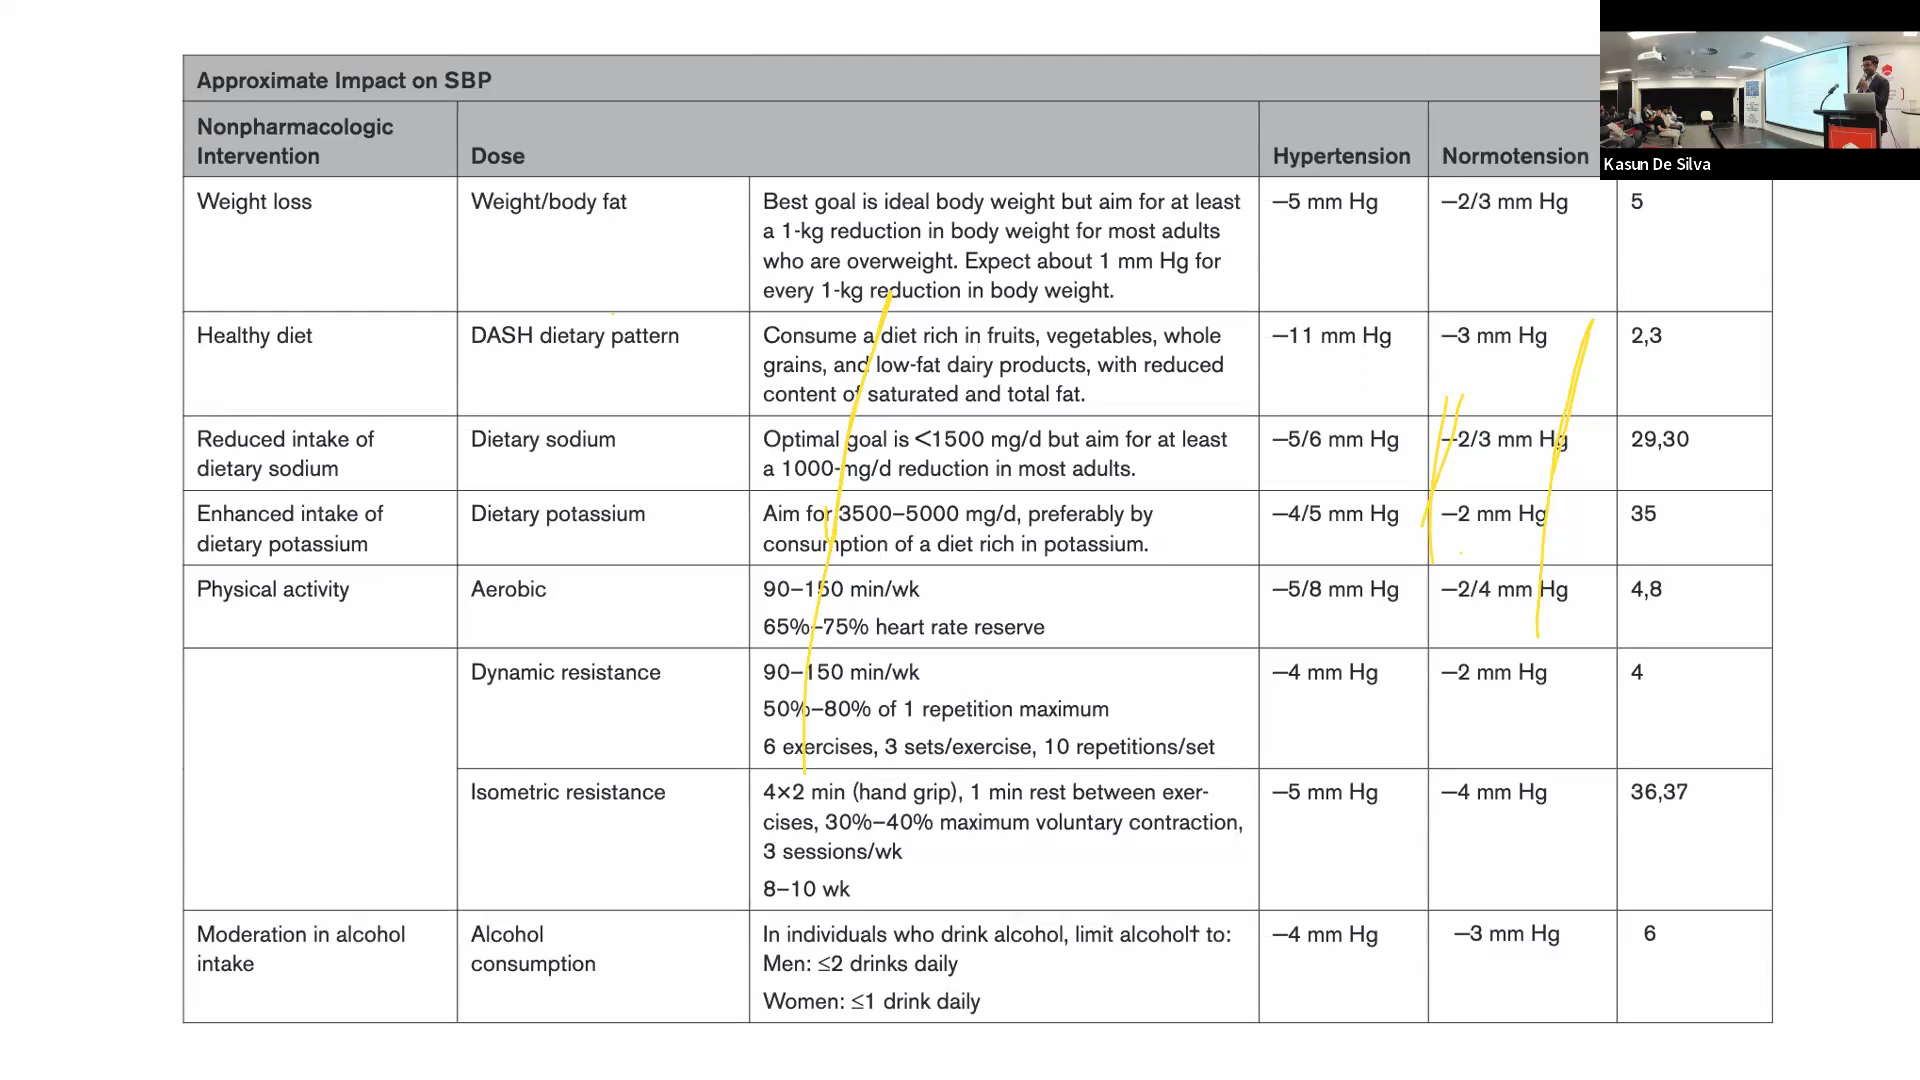 Approximate Impact on SBP
Nonpharmacologic
Intervention
Dose
Hypertension
Normotension
Weight loss
Weight/body fat
Best goal is ideal body weight but aim for at least
a 1-kg reduction in body weight for most adults
who are overweight. Expect about 1 mm Hg for
every 1-kg reduction in body weight.
—5 mm Hg
—2/3 mm Hg
5
Healthy diet
DASH dietary pattern
Consume a diet rich in fruits, vegetables, whole
grains, and low-fat dairy products, with reduced
content of saturated and total fat.
—11 mm Hg
—3 mm Hg
2,3
Reduced intake of
dietary sodium
Dietary sodium
Optimal goal is <1500 mg/d but aim for at least
a 1000-mg/d reduction in most adults.
—5/6 mm Hg
—2/3 mm Hg
29,30
Enhanced intake of
dietary potassium
Dietary potassium
Aim for 3500–5000 mg/d, preferably by
consumption of a diet rich in potassium.
—4/5 mm Hg
—2 mm Hg
35
Physical activity
Aerobic
90–150 min/wk
65%–75% heart rate reserve
—5/8 mm Hg
—2/4 mm Hg
4,8
Dynamic resistance
90–150 min/wk
50%–80% of 1 repetition maximum
6 exercises, 3 sets/exercise, 10 repetitions/set
—4 mm Hg
—2 mm Hg
4
Isometric resistance
4×2 min (hand grip), 1 min rest between exer-
cises, 30%–40% maximum voluntary contraction,
3 sessions/wk
8–10 wk
—5 mm Hg
—4 mm Hg
36,37
Moderation in alcohol
intake
Alcohol
consumption
In individuals who drink alcohol, limit alcohol† to:
Men: ≤2 drinks daily
Women: ≤1 drink daily
—4 mm Hg
—3 mm Hg
6
Kasun De Silva